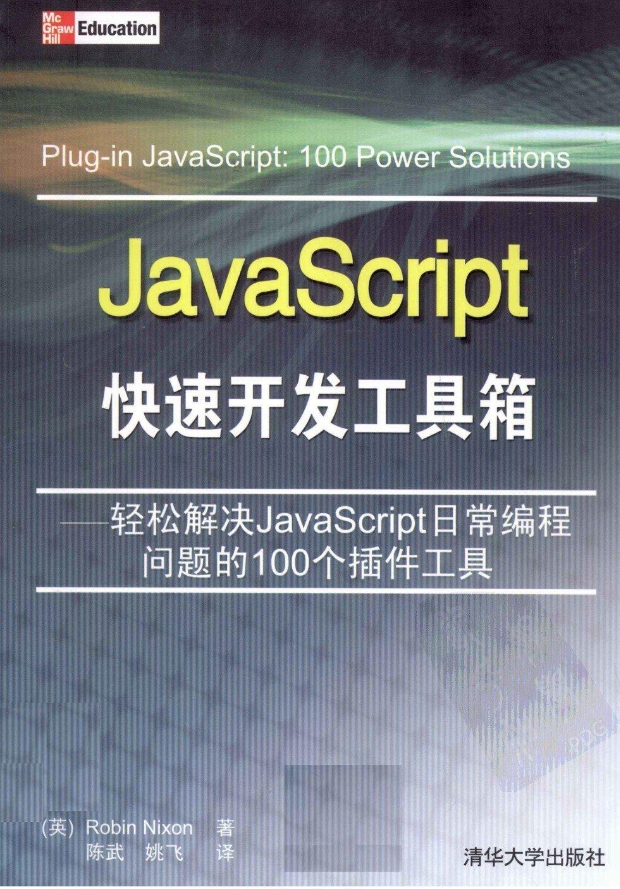 Mc
Graw
Hill
Education
Plug-in JavaScript: 100 Power Solutions
JavaScript
快速开发工具箱
——轻松解决JavaScript日常编程
问题的100个插件工具
(英) Robin Nixon 著
陈武 姚飞 译
清华大学出版社